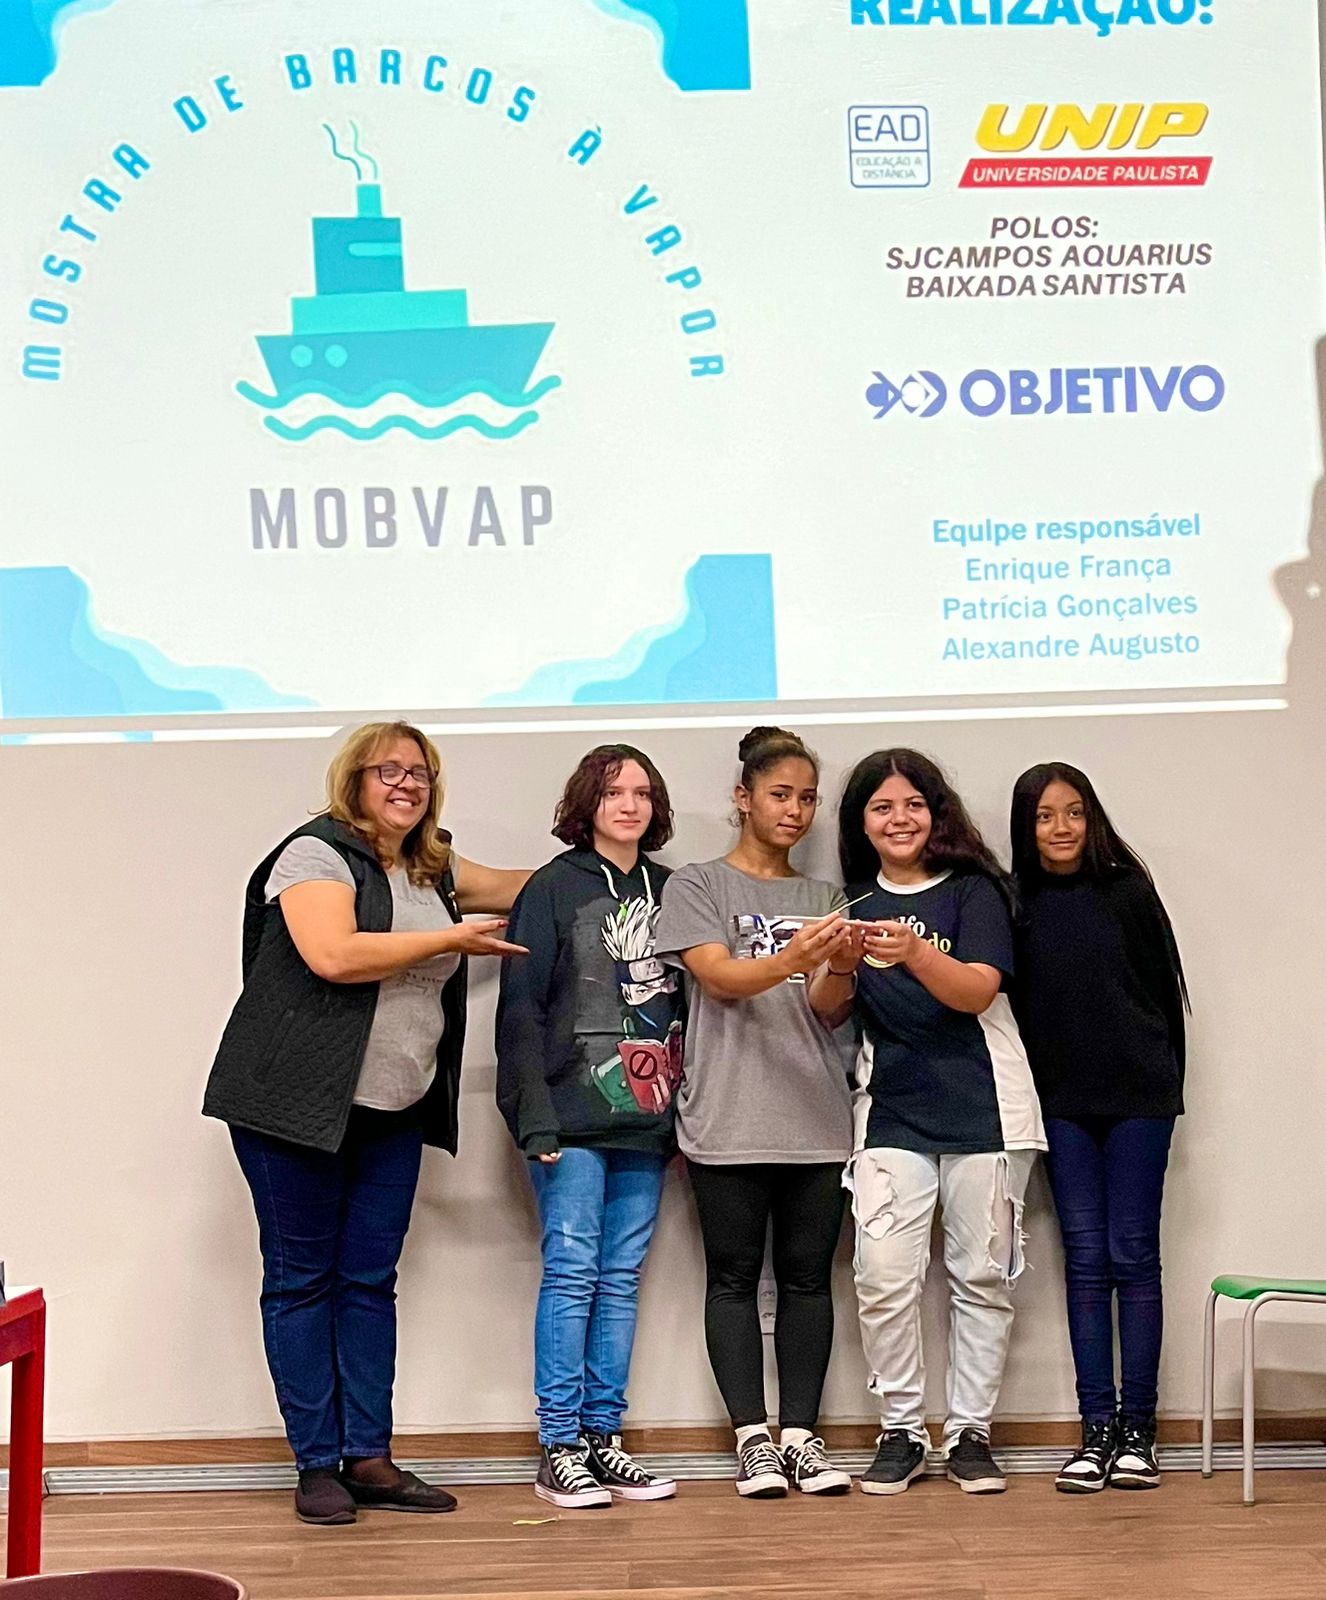 MOSTRA DE BARCOS À VAPOR
MOBVAP
REALIZAÇÃO:
EAD
EDUCAÇÃO A
DISTÂNCIA
UNIP
UNIVERSIDADE PAULISTA
POLOS:
SJCAMPOS AQUARIUS
BAIXADA SANTISTA
OBJETIVO
Equipe responsável
Enrique França
Patrícia Gonçalves
Alexandre Augusto